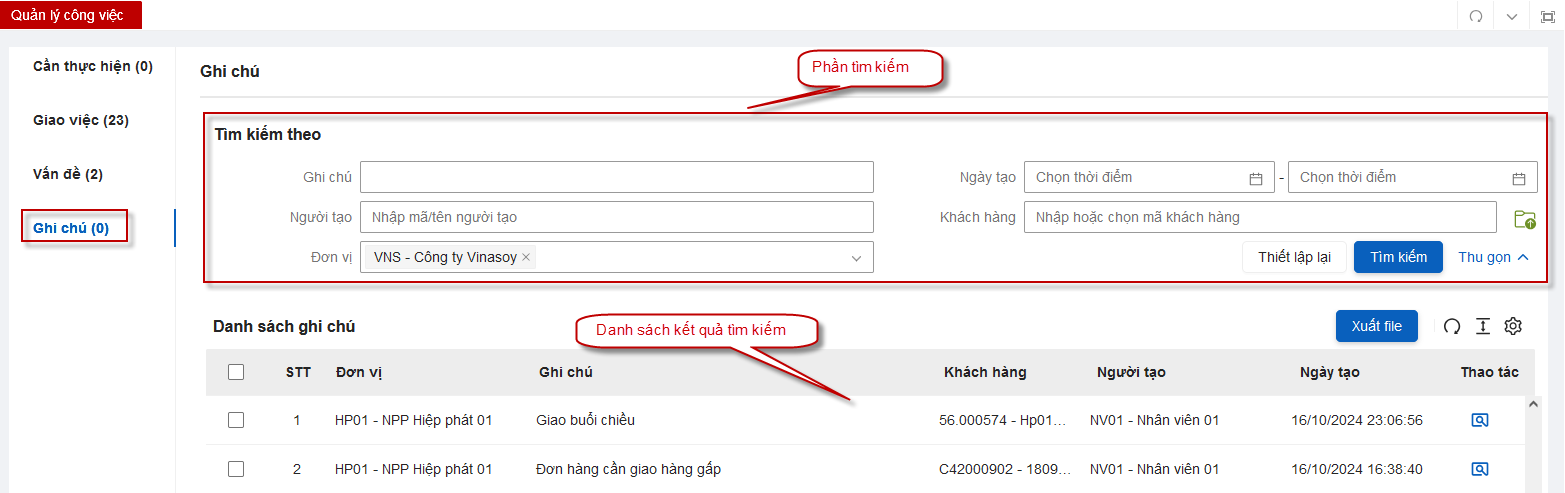 Quản lý công việc
Cần thực hiện (0)
Giao việc (23)
Vấn đề (2)
Ghi chú (0)
Ghi chú
Phần tìm kiếm
Tìm kiếm theo
Ghi chú
Ngày tạo Chọn thời điểm - Chọn thời điểm
Người tạo Nhập mã/tên người tạo
Khách hàng Nhập hoặc chọn mã khách hàng
Đơn vị VNS - Công ty Vinasoy ×
Thiết lập lại Tìm kiếm Thu gọn
Danh sách ghi chú
Danh sách kết quả tìm kiếm
Xuất file
STT Đơn vị Ghi chú Khách hàng Người tạo Ngày tạo Thao tác
1 HP01 - NPP Hiệp phát 01 Giao buổi chiều 56.000574 - Hp01... NV01 - Nhân viên 01 16/10/2024 23:06:56
2 HP01 - NPP Hiệp phát 01 Đơn hàng cần giao hàng gấp C42000902 - 1809... NV01 - Nhân viên 01 16/10/2024 16:38:40